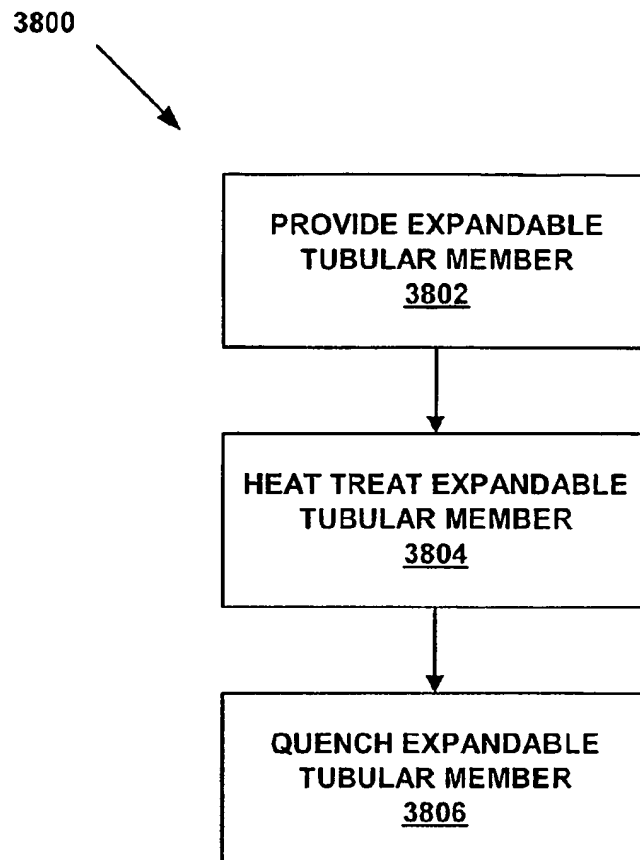 3800
PROVIDE EXPANDABLE
TUBULAR MEMBER
3802
HEAT TREAT EXPANDABLE
TUBULAR MEMBER
3804
QUENCH EXPANDABLE
TUBULAR MEMBER
3806